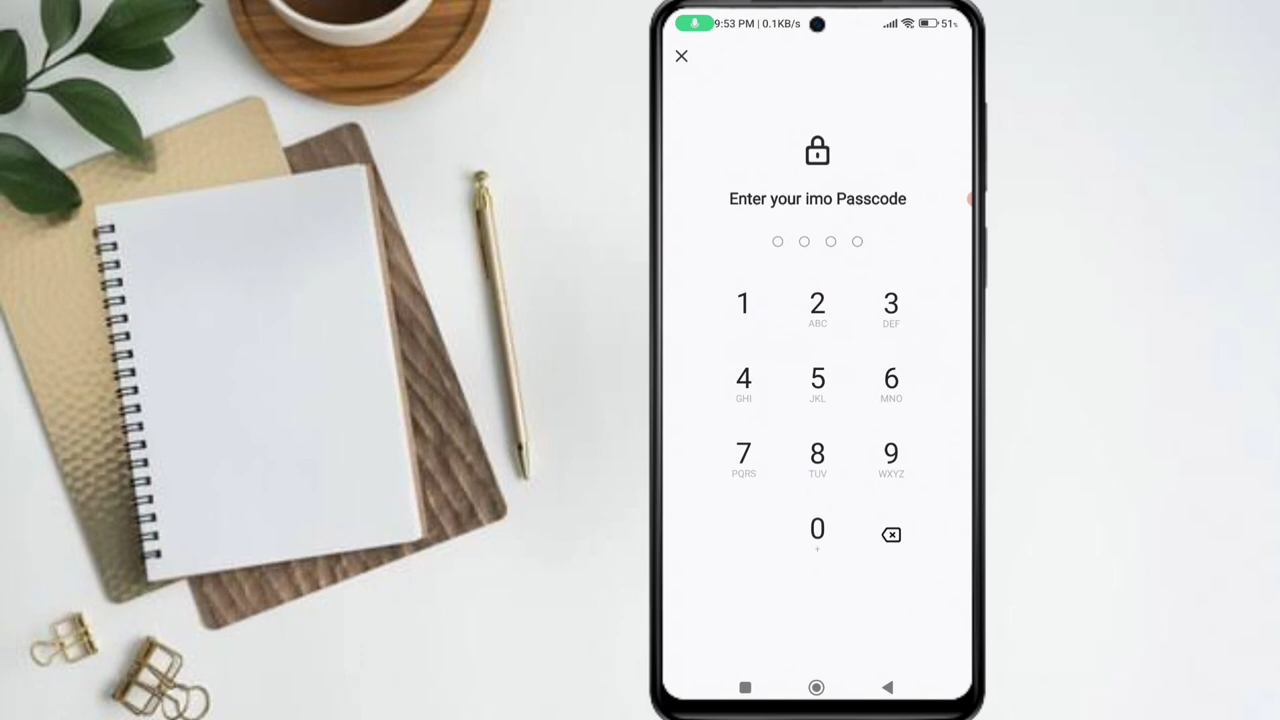 9:53 PM | 0.1KB/s 51%
Enter your imo Passcode
1 2 3
ABC DEF
4 5 6
GHI JKL MNO
7 8 9
PQRS TUV WXYZ
0
+